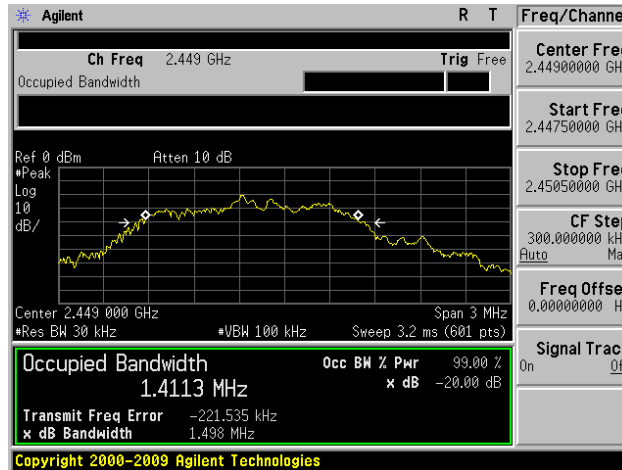 Agilent R T
Freq/Channe
Ch Freq 2.449 GHz Trig Free
Occupied Bandwidth
Center Fre
2.44900000 GH
Start Fre
2.44750000 GH
Stop Fre
2.45050000 GH
CF Ste
300.000000 kH
Auto Ma
Freq Offse
0.00000000 H
Signal Trac
On Of
Ref 0 dBm Atten 10 dB
#Peak
Log
10
dB/
Center 2.449 000 GHz Span 3 MHz
#Res BW 30 kHz #VBW 100 kHz Sweep 3.2 ms (601 pts)
Occupied Bandwidth Occ BW % Pwr 99.00 %
1.4113 MHz x dB -20.00 dB
Transmit Freq Error -221.535 kHz
x dB Bandwidth 1.498 MHz
Copyright 2000-2009 Agilent Technologies